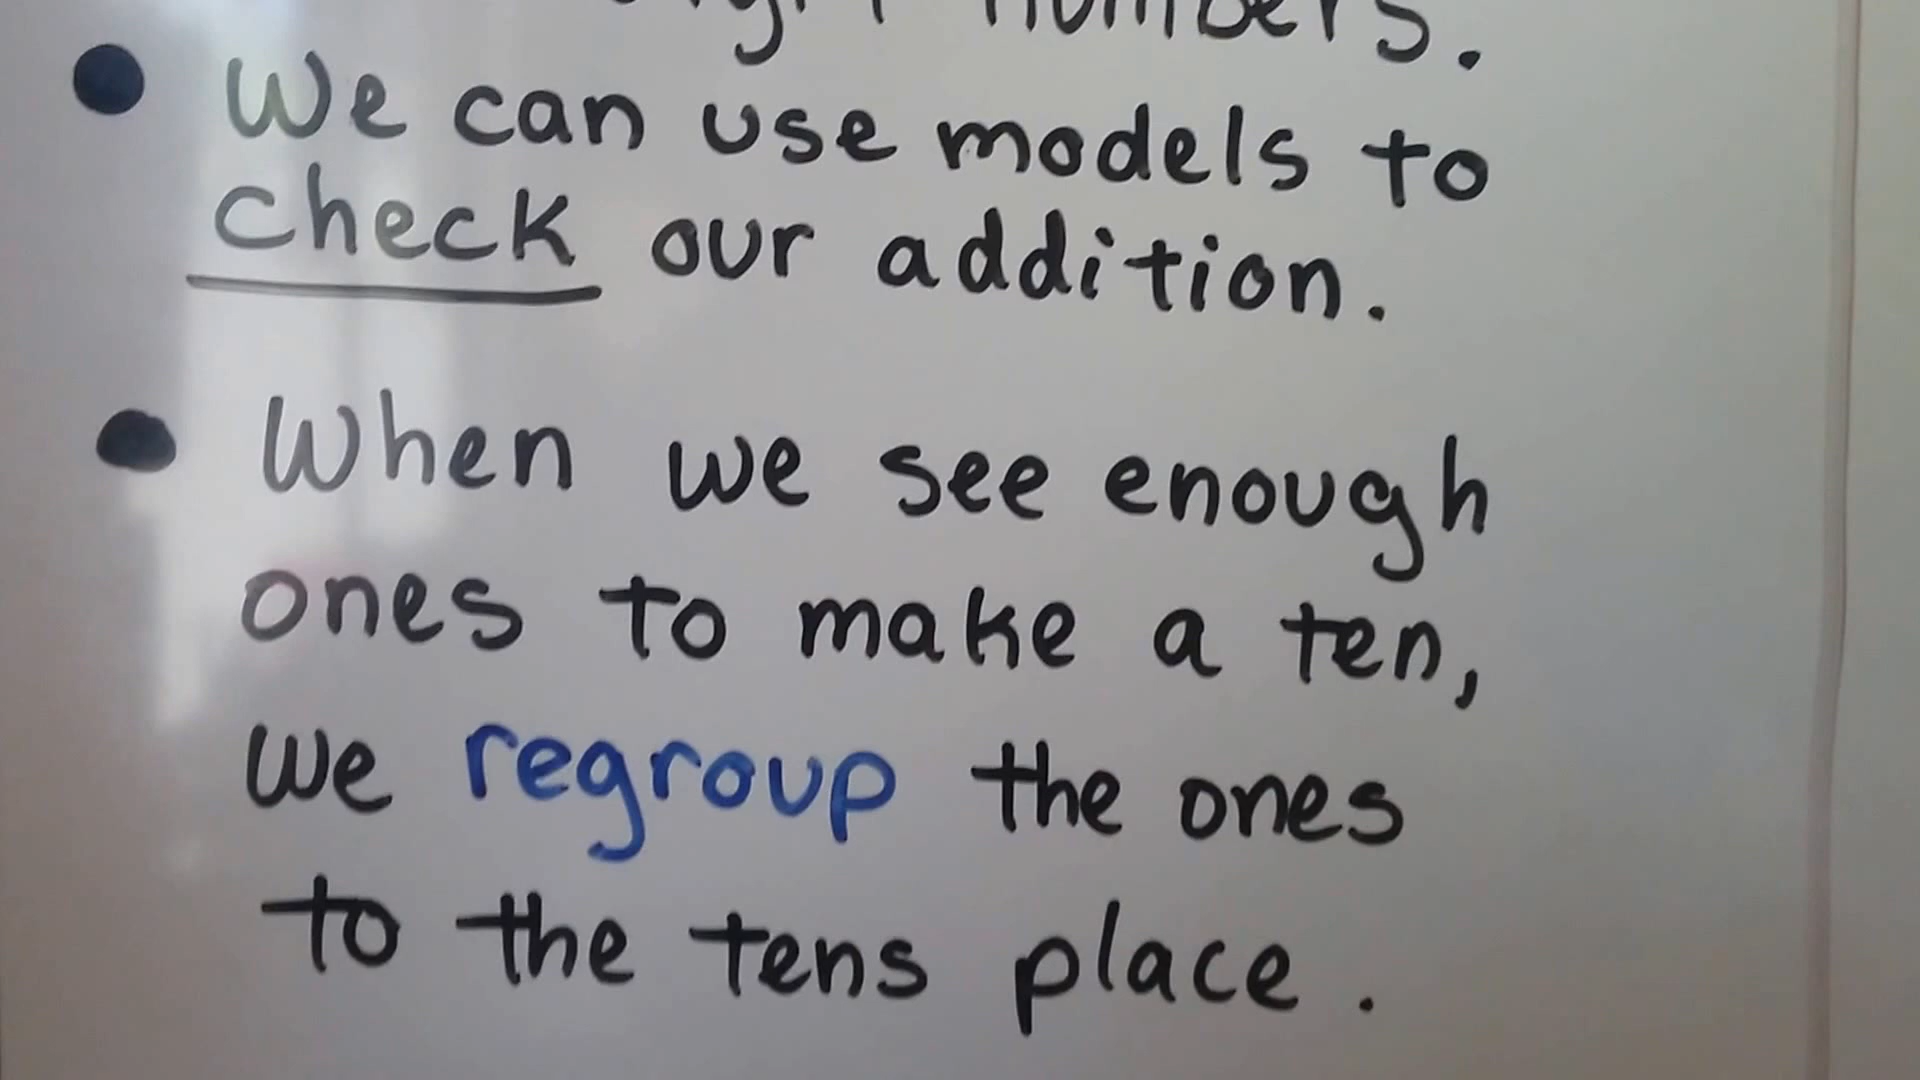 numbers.
• We can use models to
check our addition.
• When we see enough
ones to make a ten,
we regroup the ones
to the tens place.